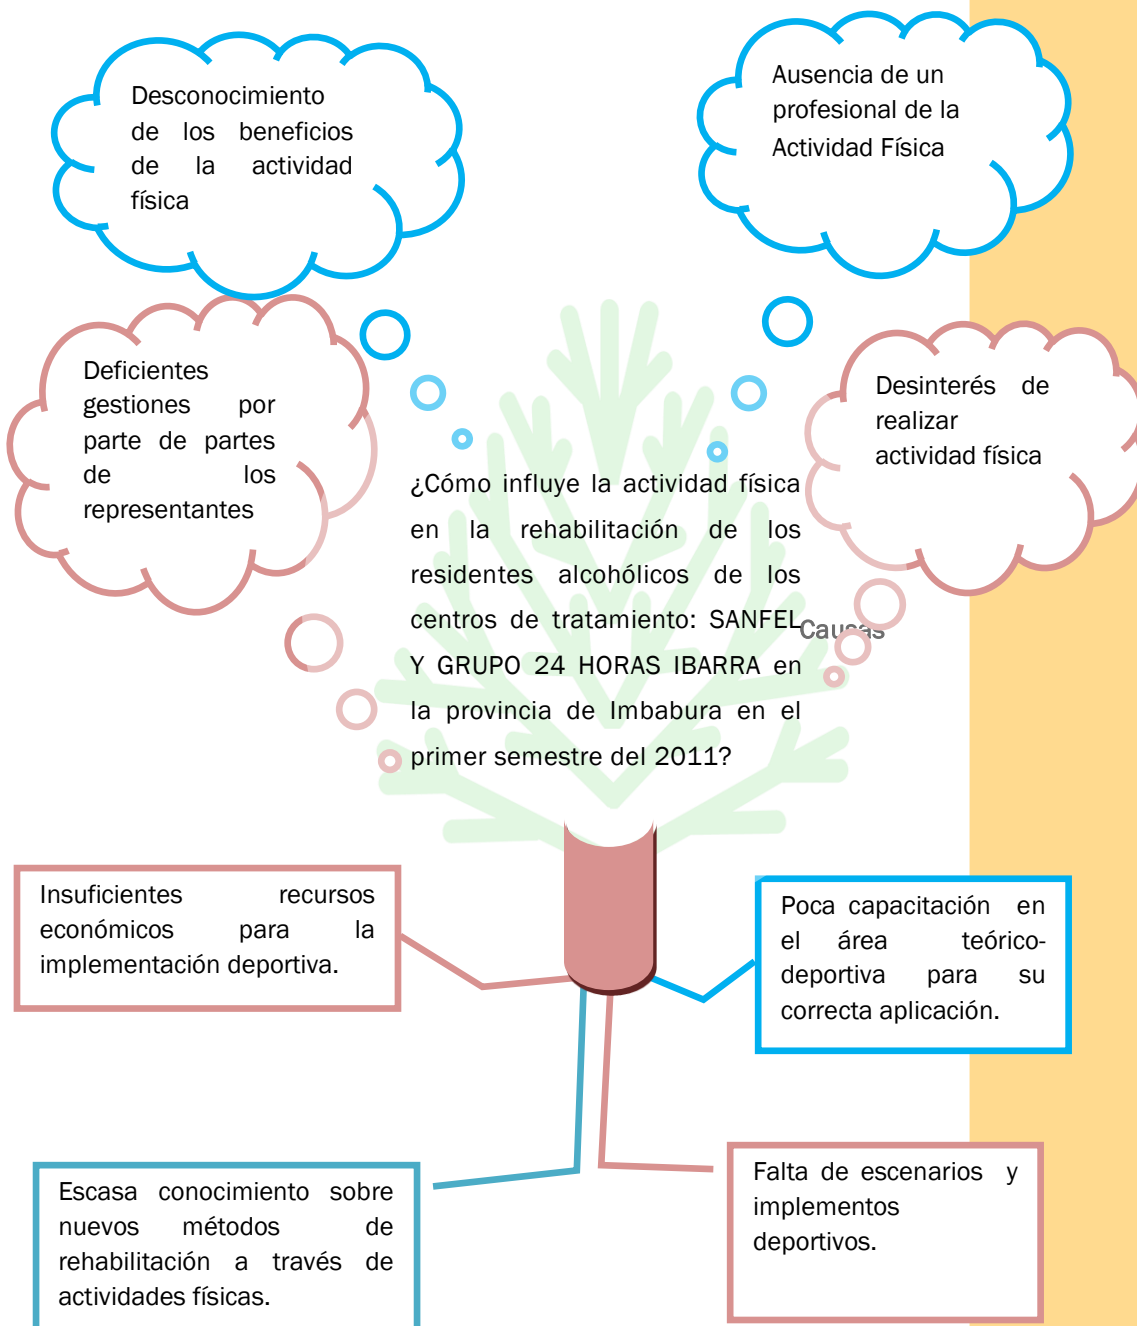 Desconocimiento
de los beneficios
de la actividad
física
Ausencia de un
profesional de la
Actividad Física
Deficientes
gestiones por
parte de partes
de los
representantes
Desinterés de
realizar
actividad física
¿Cómo influye la actividad física
en la rehabilitación de los
residentes alcohólicos de los
centros de tratamiento: SANFEL
Y GRUPO 24 HORAS IBARRA en
la provincia de Imbabura en el
primer semestre del 2011?
Causas
Insuficientes recursos
económicos para la
implementación deportiva.
Poca capacitación en
el área teórico-
deportiva para su
correcta aplicación.
Escasa conocimiento sobre
nuevos métodos de
rehabilitación a través de
actividades físicas.
Falta de escenarios y
implementos
deportivos.